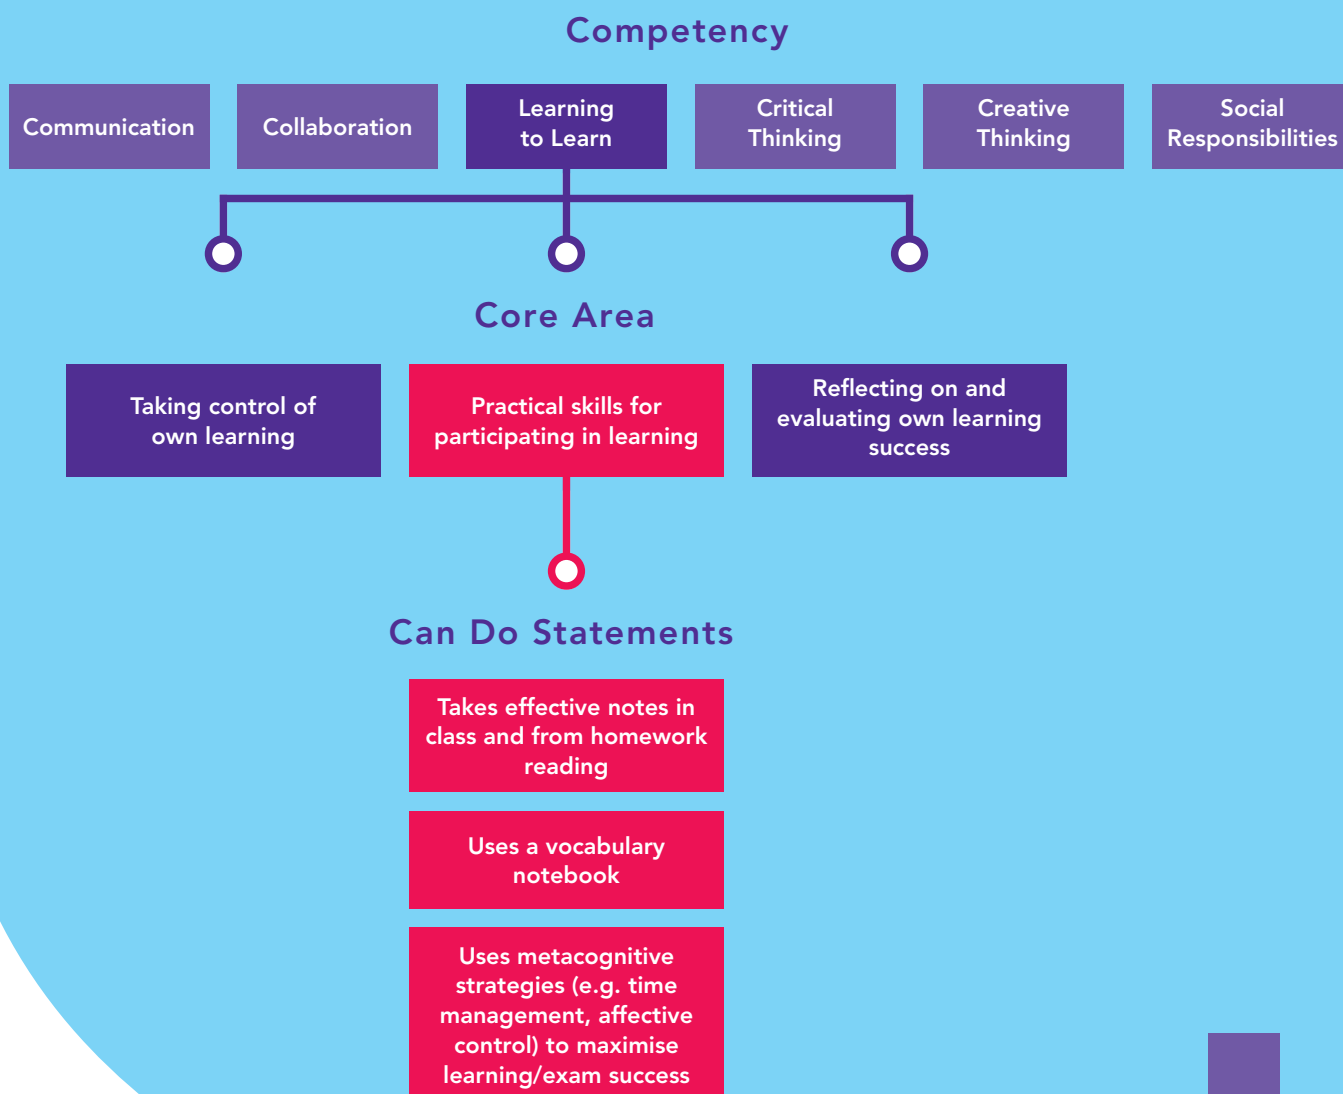 Competency
Communication
Collaboration
Learning
to Learn
Critical
Thinking
Creative
Thinking
Social
Responsibilities
Core Area
Taking control of
own learning
Practical skills for
participating in learning
Reflecting on and
evaluating own learning
success
Can Do Statements
Takes effective notes in
class and from homework
reading
Uses a vocabulary
notebook
Uses metacognitive
strategies (e.g. time
management, affective
control) to maximise
learning/exam success